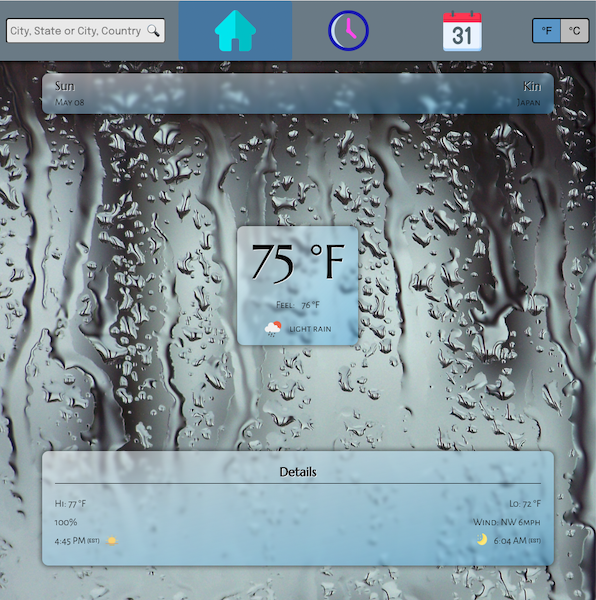 City, State or City, Country
31
°F
°C
Sun
Kin
May 08
Japan
75 °F
Feel: 76 °F
light rain
Details
Hi: 77 °F
Lo: 72 °F
100%
Wind: NW 6mph
4:45 PM (EST)
6:04 AM (EST)